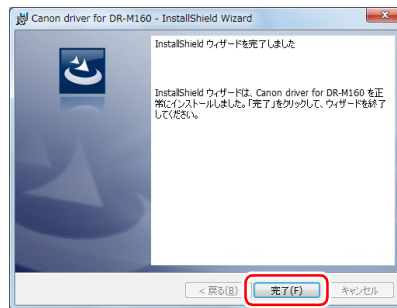 Canon driver for DR-M160 - InstallShield Wizard
InstallShield ウィザードを完了しました
InstallShield ウィザードは、Canon driver for DR-M160 を正
常にインストールしました。「完了」をクリックして、ウィザードを終了
してください。
< 戻る(B)
完了(F)
キャンセル